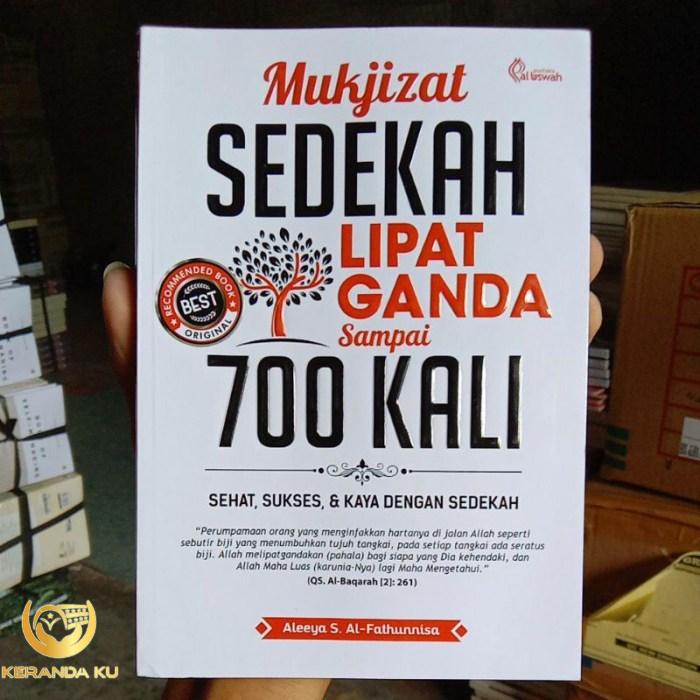 Mukjizat
pustaka
al uswah
SEDEKAH
LIPAT
GANDA
Sampai
700 KALI
RECOMMENDED BOOK
BEST
ORIGINAL
SEHAT, SUKSES, & KAYA DENGAN SEDEKAH
"Perumpamaan orang yang menginfakkan hartanya di jalan Allah seperti
sebutir biji yang menumbuhkan tujuh tangkai, pada setiap tangkai ada seratus
biji. Allah melipatgandakan (pahala) bagi siapa yang Dia kehendaki, dan
Allah Maha Luas (karunia-Nya) lagi Maha Mengetahui."
(QS. Al-Baqarah [2]: 261)
Aleeya S. Al-Fathunnisa
KERANDA KU